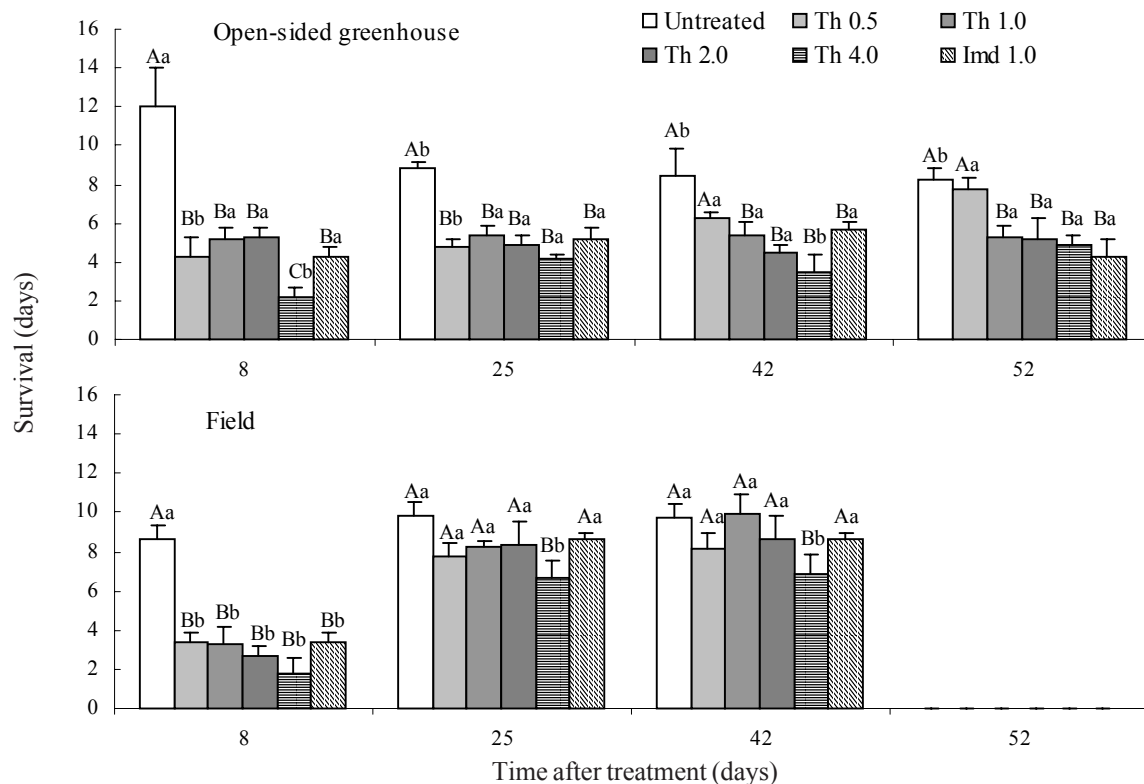 Untreated Th 0.5 Th 1.0
Th 2.0 Th 4.0 Imd 1.0
Open-sided greenhouse
16
14
12
10
8
6
4
2
0
Aa Bb Ba Ba Cb Ba
Ab Bb Ba Ba Ba Ba
Ab Aa Ba Ba Bb Ba
Ab Aa Ba Ba Ba Ba
8 25 42 52
Survival (days)
Field
16
14
12
10
8
6
4
2
0
Aa Bb Bb Bb Bb Bb
Aa Aa Aa Aa Bb Aa
Aa Aa Aa Aa Bb Aa
8 25 42 52
Time after treatment (days)